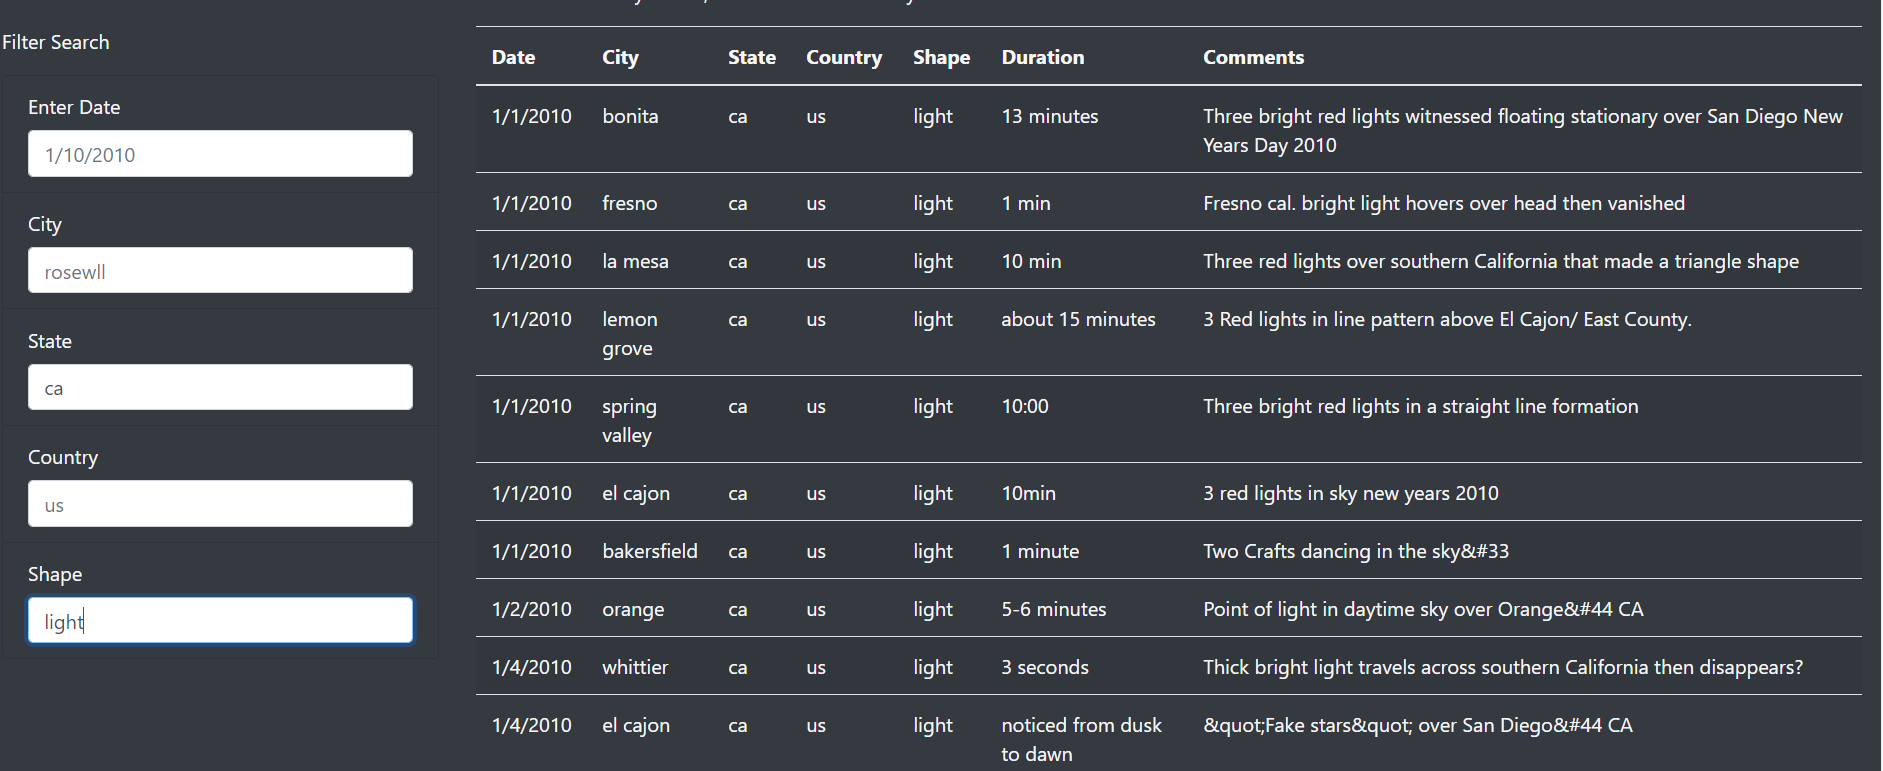 Filter Search
Enter Date
1/10/2010
City
rosewll
State
ca
Country
us
Shape
light
Date City State Country Shape Duration Comments
1/1/2010 bonita ca us light 13 minutes Three bright red lights witnessed floating stationary over San Diego New
Years Day 2010
1/1/2010 fresno ca us light 1 min Fresno cal. bright light hovers over head then vanished
1/1/2010 la mesa ca us light 10 min Three red lights over southern California that made a triangle shape
1/1/2010 lemon ca us light about 15 minutes 3 Red lights in line pattern above El Cajon/ East County.
grove
1/1/2010 spring ca us light 10:00 Three bright red lights in a straight line formation
valley
1/1/2010 el cajon ca us light 10min 3 red lights in sky new years 2010
1/1/2010 bakersfield ca us light 1 minute Two Crafts dancing in the sky&#33
1/2/2010 orange ca us light 5-6 minutes Point of light in daytime sky over Orange&#44 CA
1/4/2010 whittier ca us light 3 seconds Thick bright light travels across southern California then disappears?
1/4/2010 el cajon ca us light noticed from dusk &quot;Fake stars&quot; over San Diego&#44 CA
to dawn